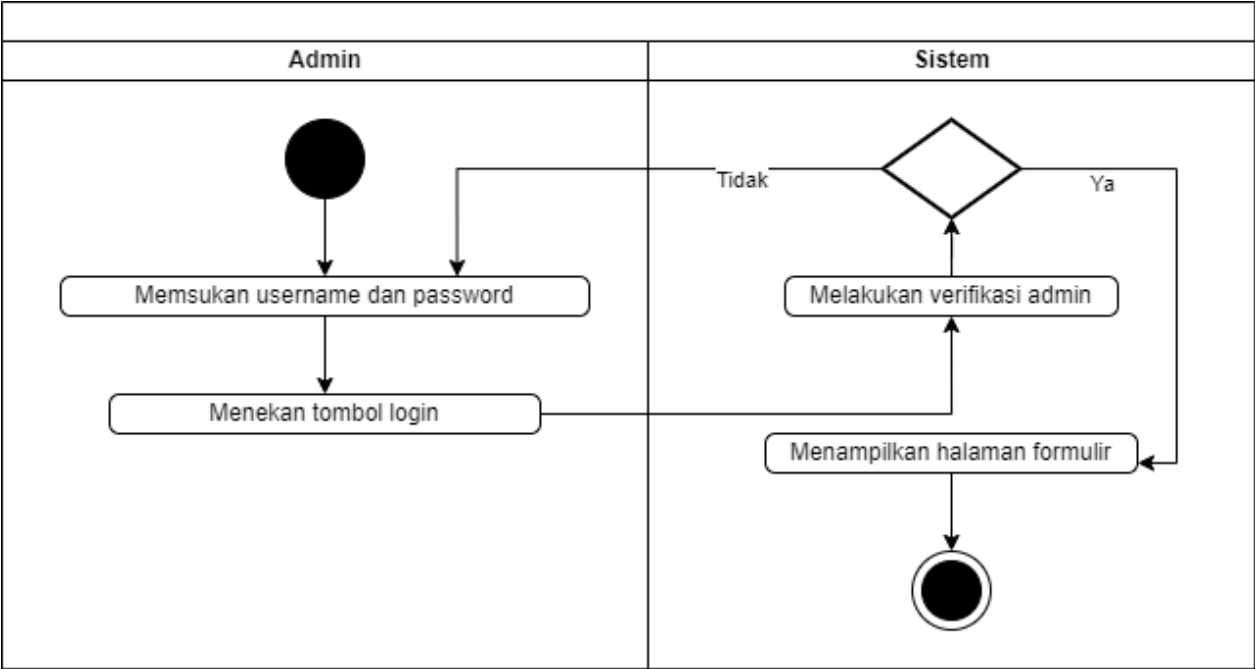 Admin
Sistem
Tidak
Ya
Memsukan username dan password
Melakukan verifikasi admin
Menekan tombol login
Menampilkan halaman formulir